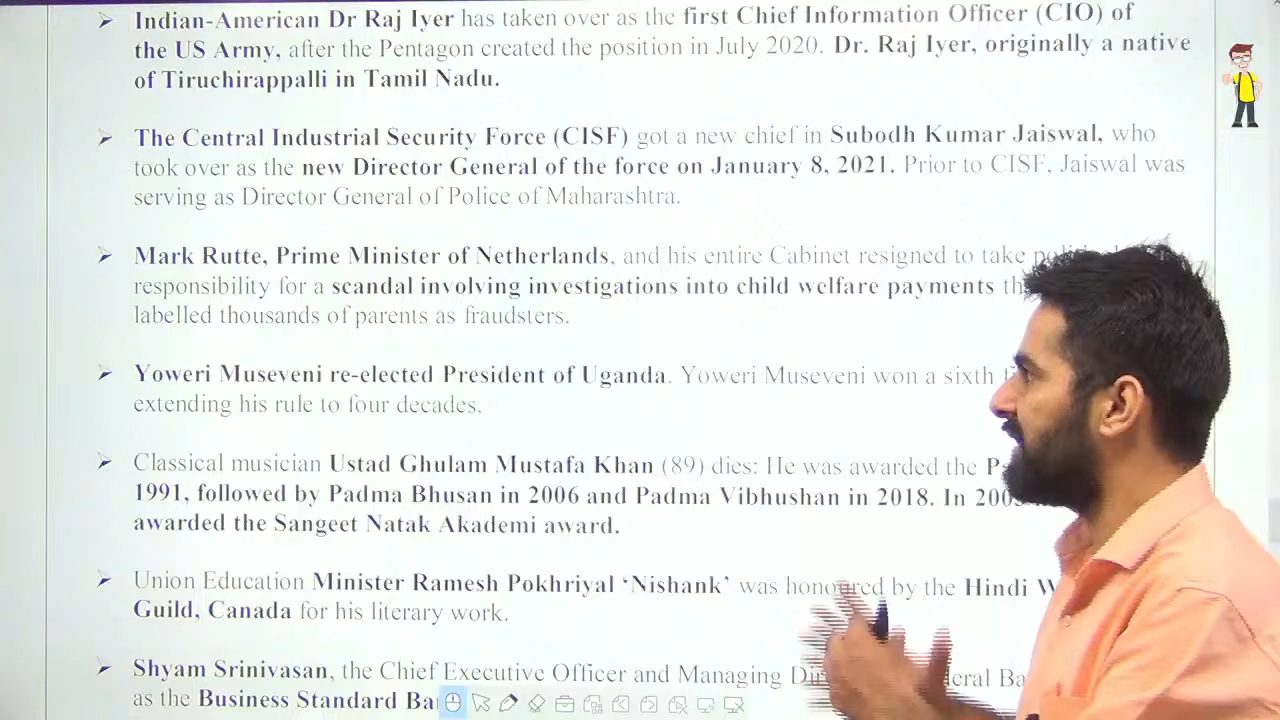 ➢ Indian-American Dr Raj Iyer has taken over as the first Chief Information Officer (CIO) of
the US Army, after the Pentagon created the position in July 2020. Dr. Raj Iyer, originally a native
of Tiruchirappalli in Tamil Nadu.
➢ The Central Industrial Security Force (CISF) got a new chief in Subodh Kumar Jaiswal, who
took over as the new Director General of the force on January 8, 2021. Prior to CISF, Jaiswal was
serving as Director General of Police of Maharashtra.
➢ Mark Rutte, Prime Minister of Netherlands, and his entire Cabinet resigned to take
responsibility for a scandal involving investigations into child welfare payments
labelled thousands of parents as fraudsters.
➢ Yoweri Museveni re-elected President of Uganda. Yoweri Museveni won a sixth
extending his rule to four decades.
➢ Classical musician Ustad Ghulam Mustafa Khan (89) dies: He was awarded the
1991, followed by Padma Bhusan in 2006 and Padma Vibhushan in 2018. In
awarded the Sangeet Natak Akademi award.
➢ Union Education Minister Ramesh Pokhriyal ‘Nishank’ was honoured by the Hindi
Guild, Canada for his literary work.
➢ Shyam Srinivasan, the Chief Executive Officer and Managing
as the Business Standard